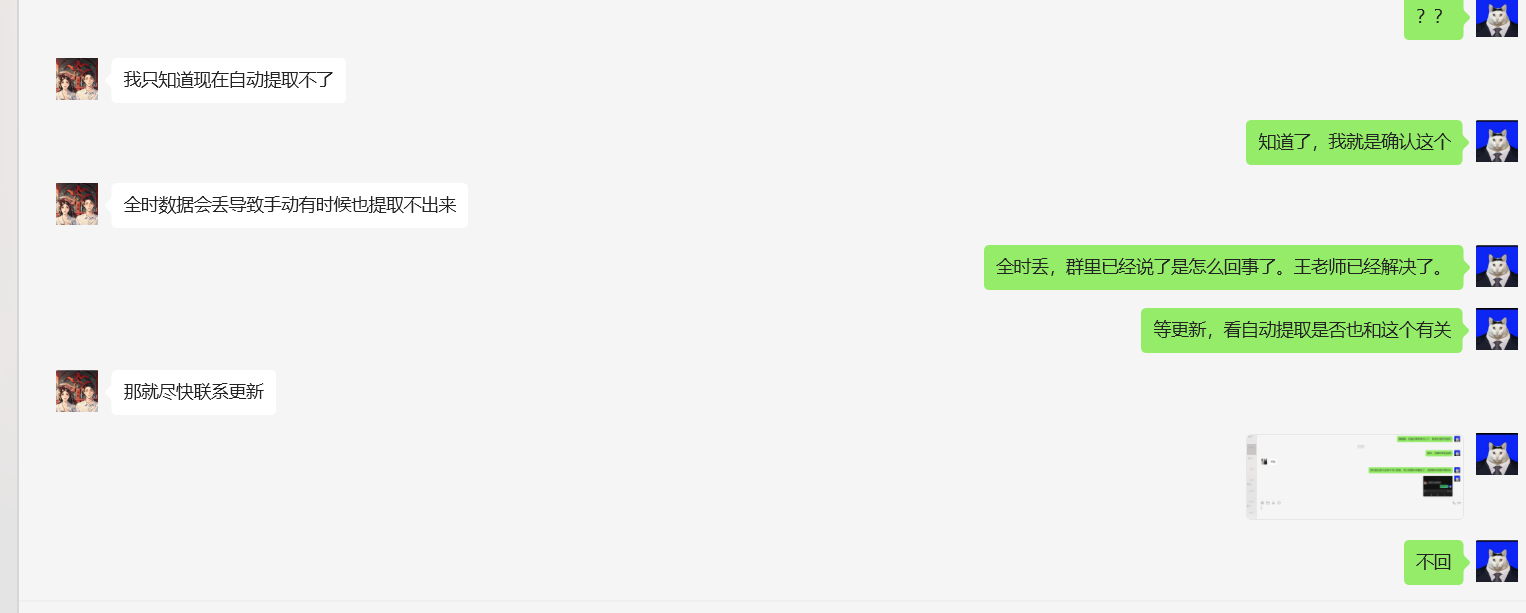 ？？
我只知道现在自动提取不了
知道了，我就是确认这个
全时数据会丢导致手动有时候也提取不出来
全时丢，群里已经说了是怎么回事了。王老师已经解决了。
等更新，看自动提取是否也和这个有关
那就尽快联系更新
不回